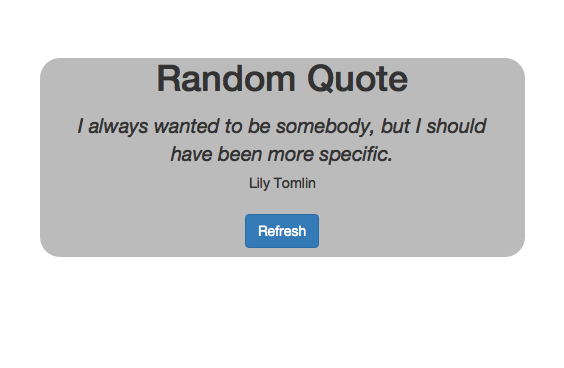 Random Quote
I always wanted to be somebody, but I should
have been more specific.
Lily Tomlin
Refresh